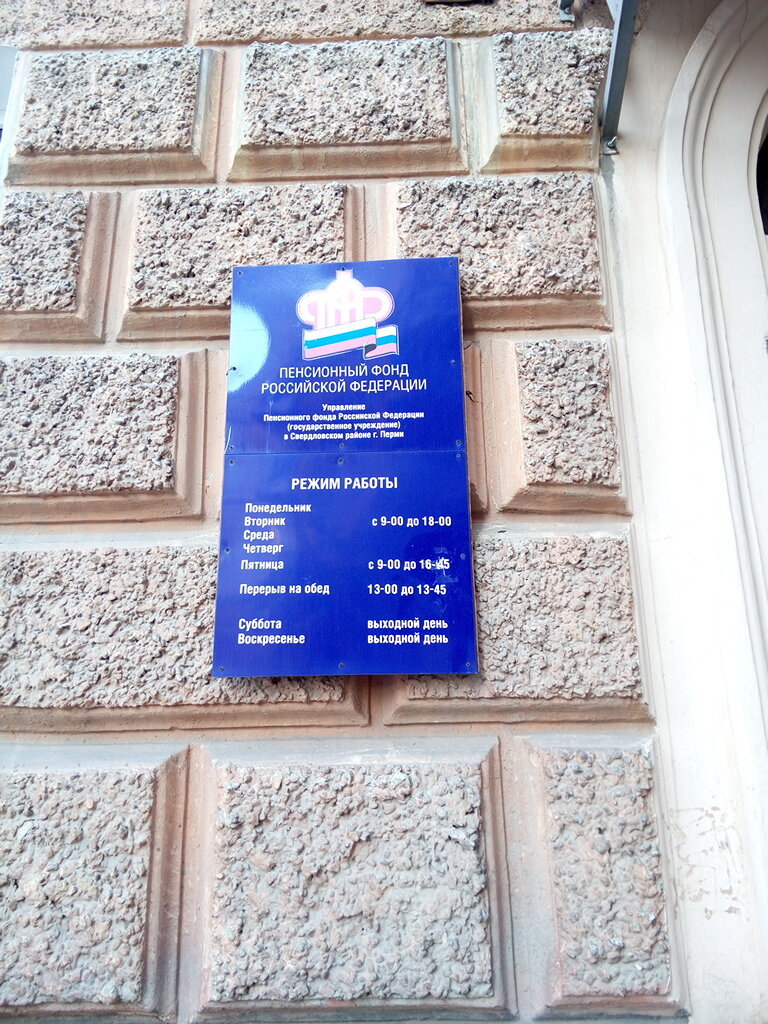 ПФР
ПЕНСИОННЫЙ ФОНД
РОССИЙСКОЙ ФЕДЕРАЦИИ
Управление
Пенсионного фонда Российской Федерации
(государственное учреждение)
в Свердловском районе г. Перми
РЕЖИМ РАБОТЫ
Понедельник
Вторник с 9-00 до 18-00
Среда
Четверг
Пятница с 9-00 до 16-45
Перерыв на обед 13-00 до 13-45
Суббота выходной день
Воскресенье выходной день